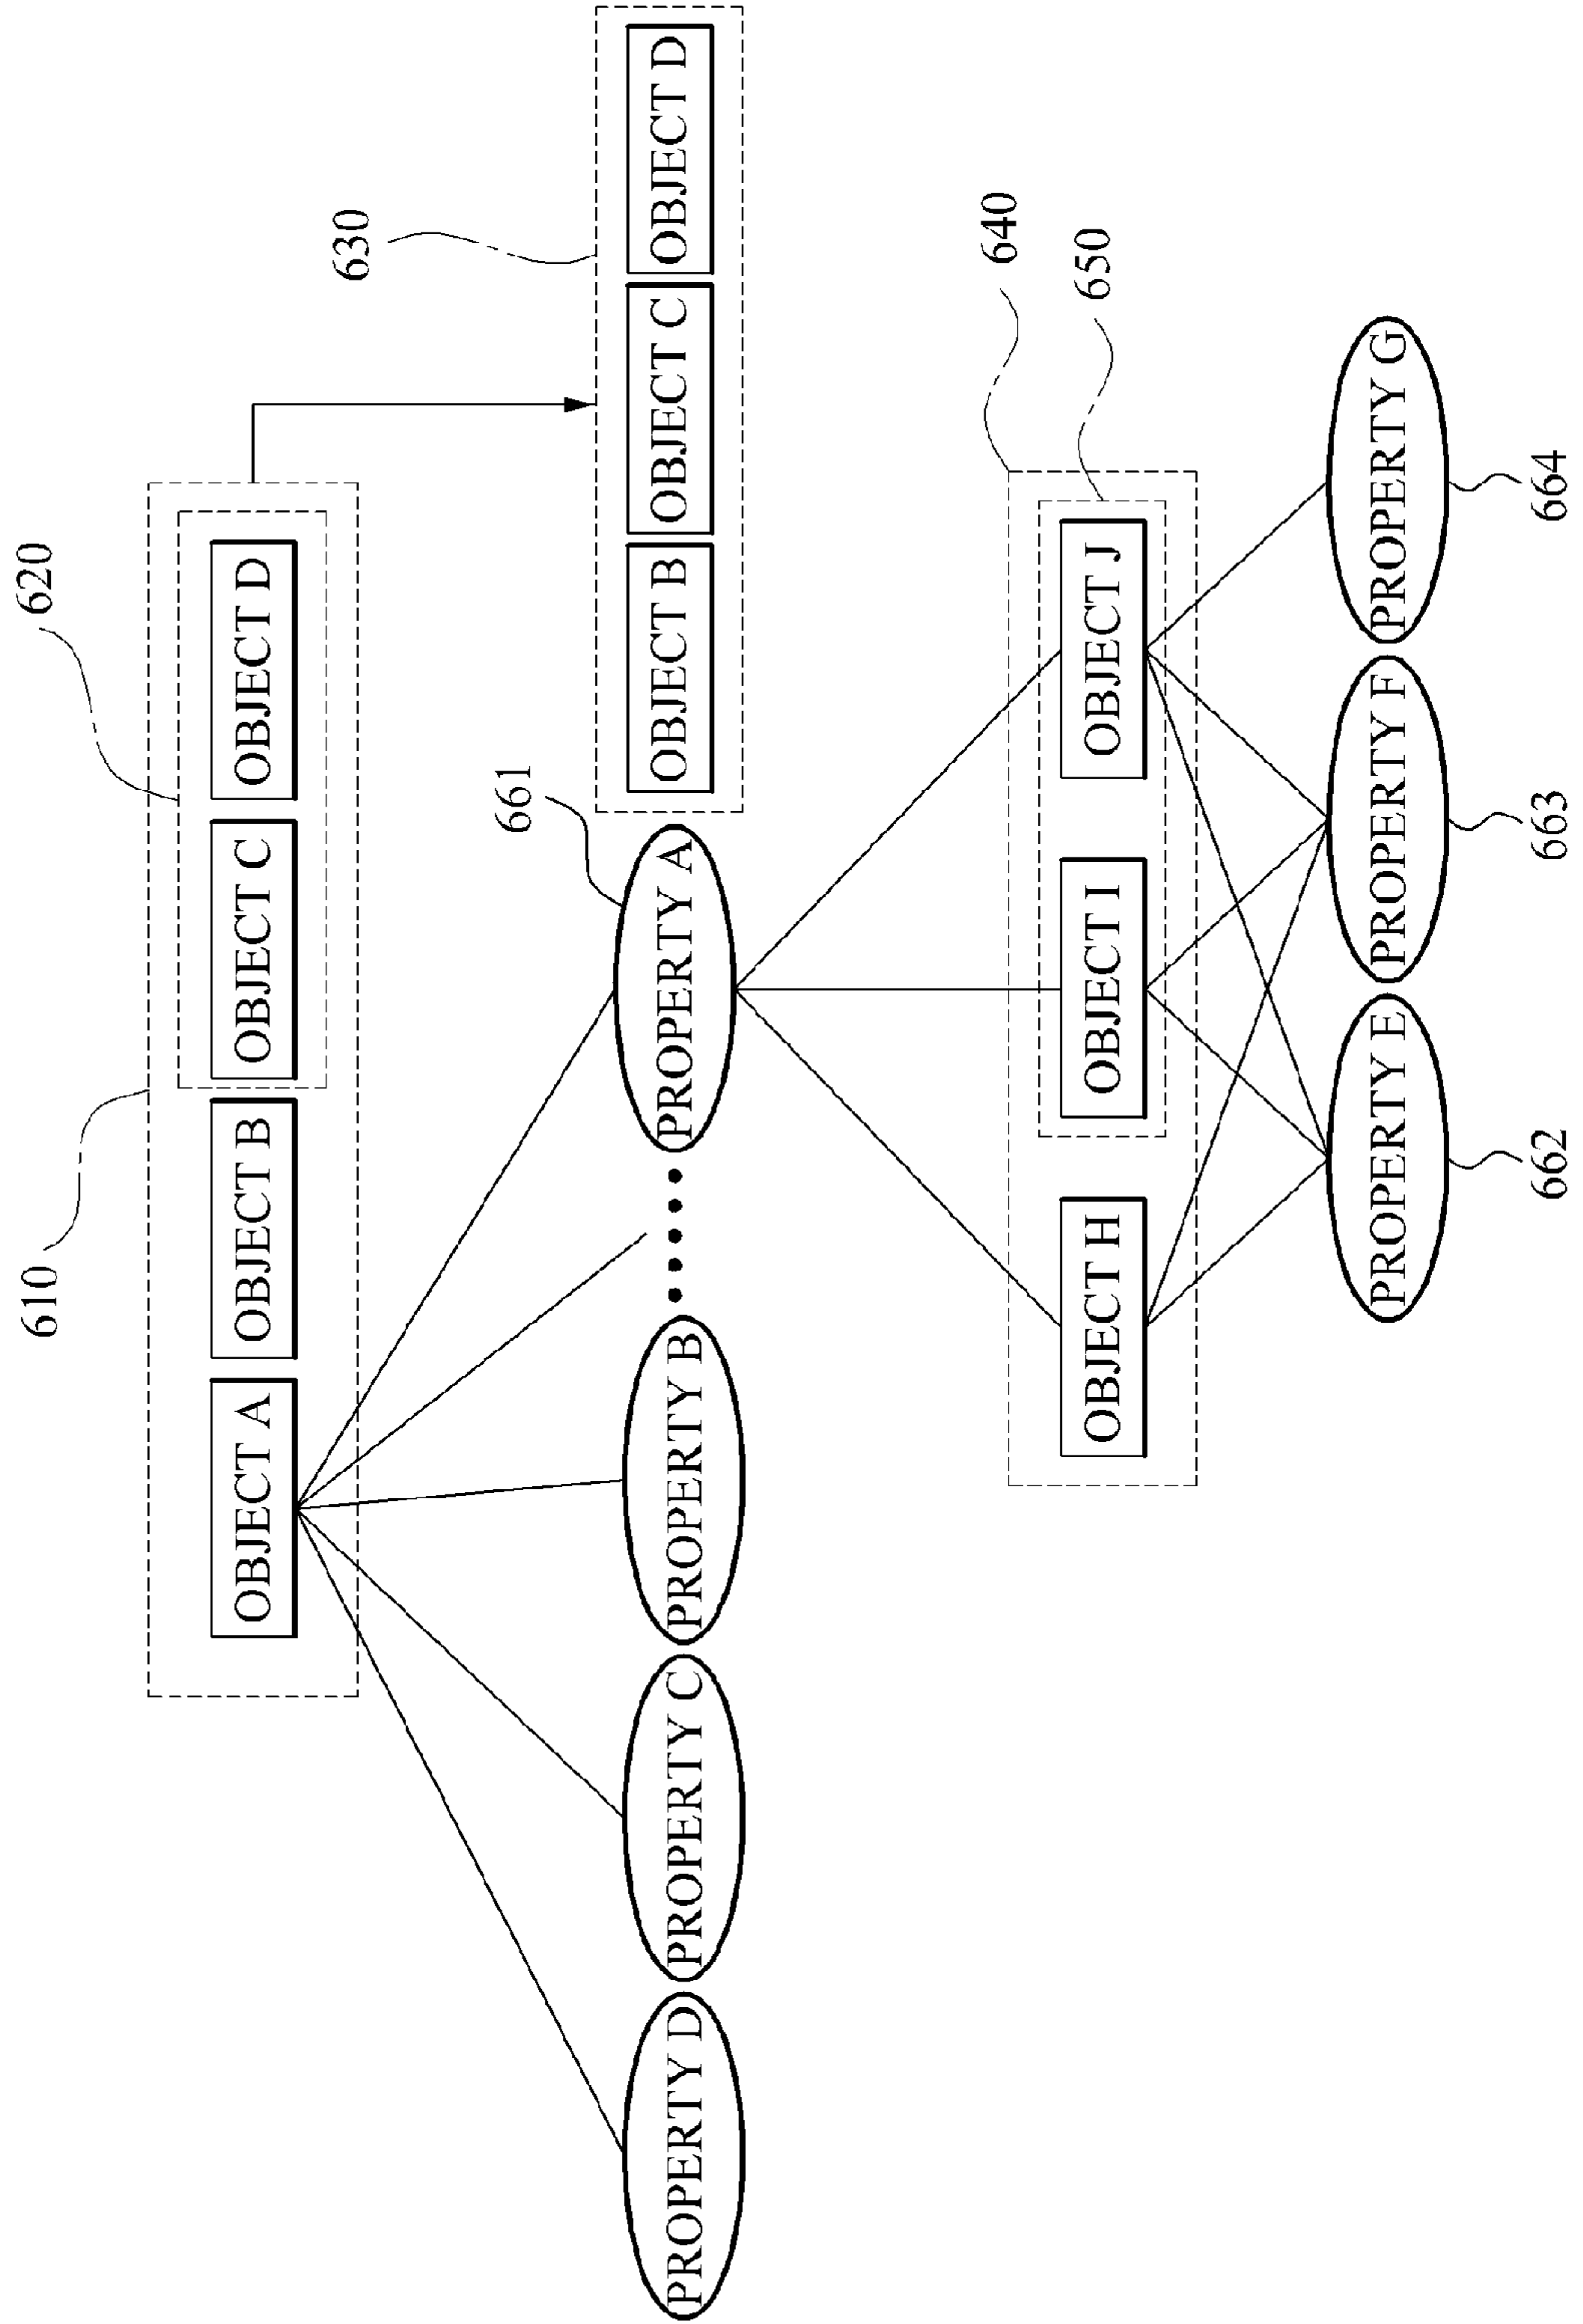 610
620
OBJECT A
OBJECT B
OBJECT C
OBJECT D
630
661
PROPERTY D
PROPERTY C
PROPERTY B
PROPERTY A
OBJECT B
OBJECT C
OBJECT D
640
650
OBJECT H
OBJECT I
OBJECT J
PROPERTY E
PROPERTY F
PROPERTY G
662
663
664